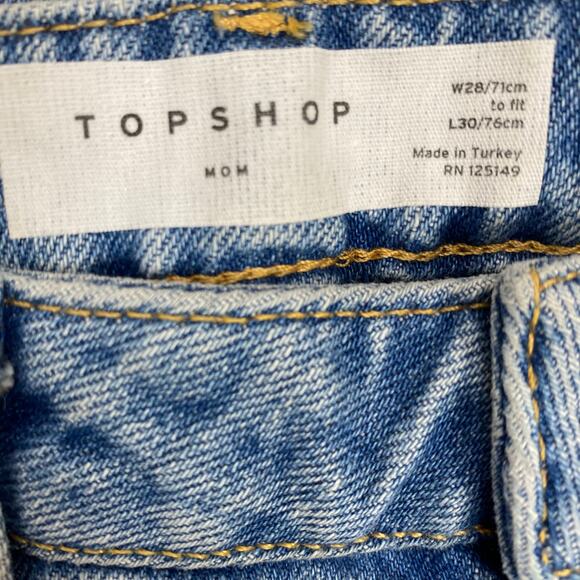 TOPSHOP
MOM
W28/71cm
to fit
L30/76cm
Made in Turkey
RN 125149